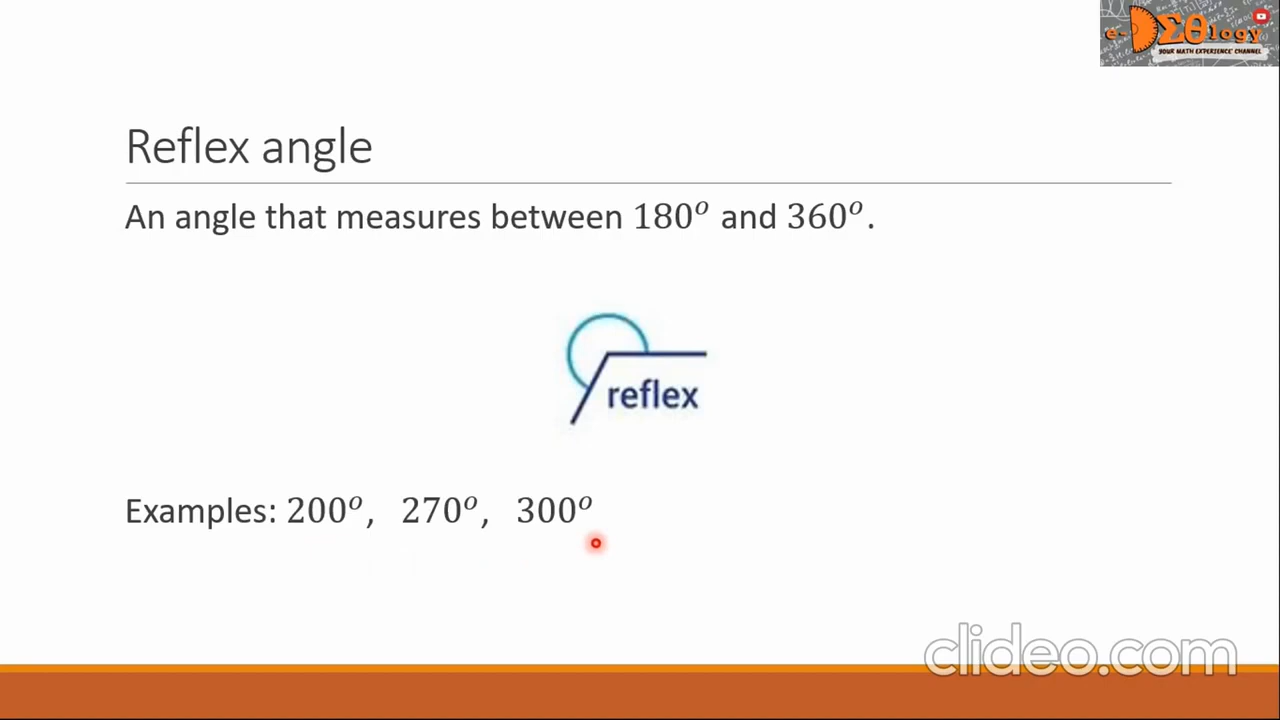 e-DΣθlogy
YOUR MATH EXPERIENCE CHANNEL
Reflex angle
An angle that measures between 180° and 360°.
reflex
Examples: 200°, 270°, 300°
clideo.com